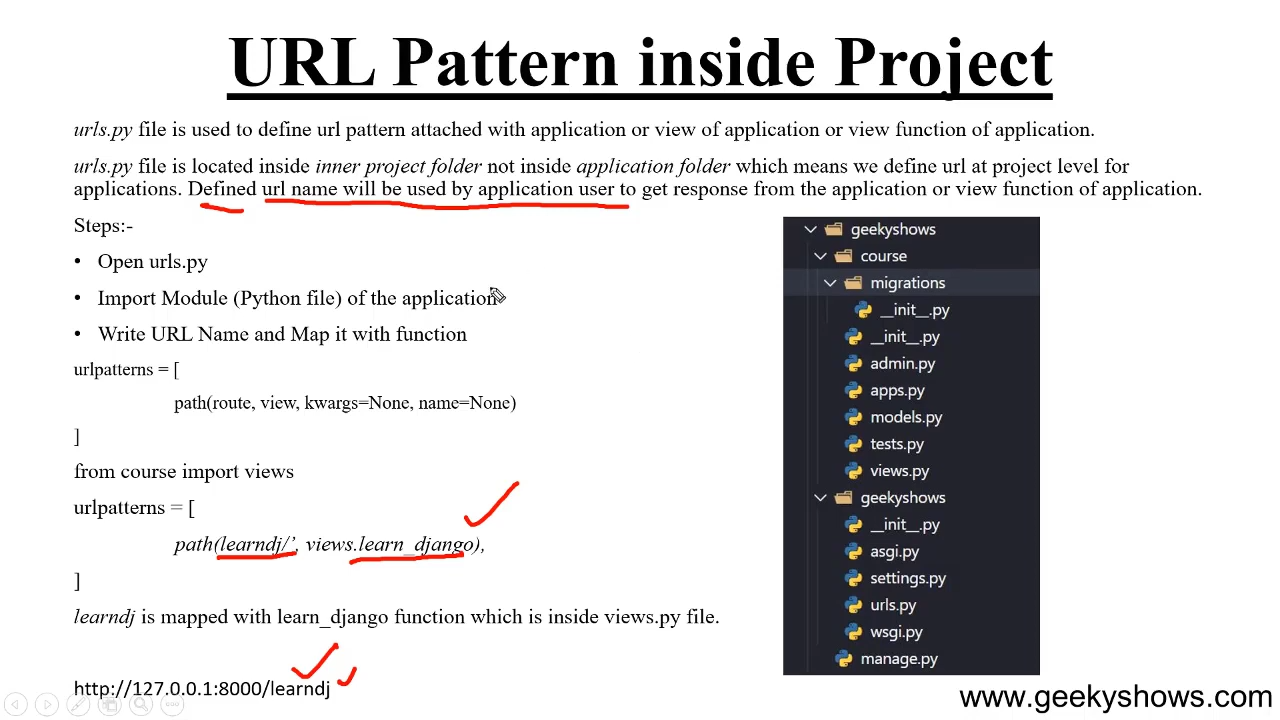 URL Pattern inside Project
urls.py file is used to define url pattern attached with application or view of application or view function of application.
urls.py file is located inside inner project folder not inside application folder which means we define url at project level for
applications. Defined url name will be used by application user to get response from the application or view function of application.
Steps:-
• Open urls.py
• Import Module (Python file) of the application
• Write URL Name and Map it with function
urlpatterns = [
path(route, view, kwargs=None, name=None)
]
from course import views
urlpatterns = [
path(learndj/’, views.learn_django),
]
learndj is mapped with learn_django function which is inside views.py file.
http://127.0.0.1:8000/learndj
geekyshows
course
migrations
__init__.py
__init__.py
admin.py
apps.py
models.py
tests.py
views.py
geekyshows
__init__.py
asgi.py
settings.py
urls.py
wsgi.py
manage.py
www.geekyshows.com